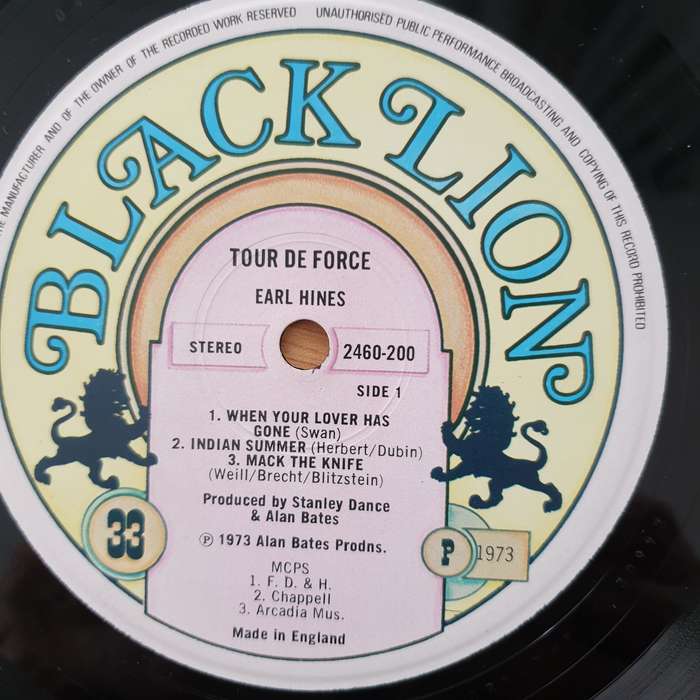 THE MANUFACTURER AND OF THE OWNER OF THE RECORDED WORK RESERVED UNAUTHORISED PUBLIC PERFORMANCE BROADCASTING AND COPYING OF THIS RECORD PROHIBITED
BLACK LION
TOUR DE FORCE
EARL HINES
STEREO
2460-200
SIDE 1
1. WHEN YOUR LOVER HAS
GONE (Swan)
2. INDIAN SUMMER (Herbert/Dubin)
3. MACK THE KNIFE
(Weill/Brecht/Blitzstein)
Produced by Stanley Dance
& Alan Bates
℗ 1973 Alan Bates Prodns.
33
P 1973
MCPS
1. F. D. & H.
2. Chappell
3. Arcadia Mus.
Made in England